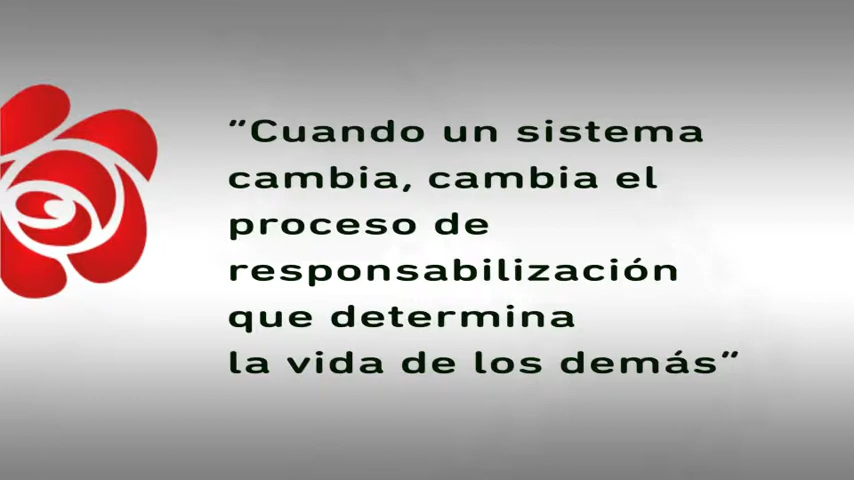 “Cuando un sistema
cambia, cambia el
proceso de
responsabilización
que determina
la vida de los demás”